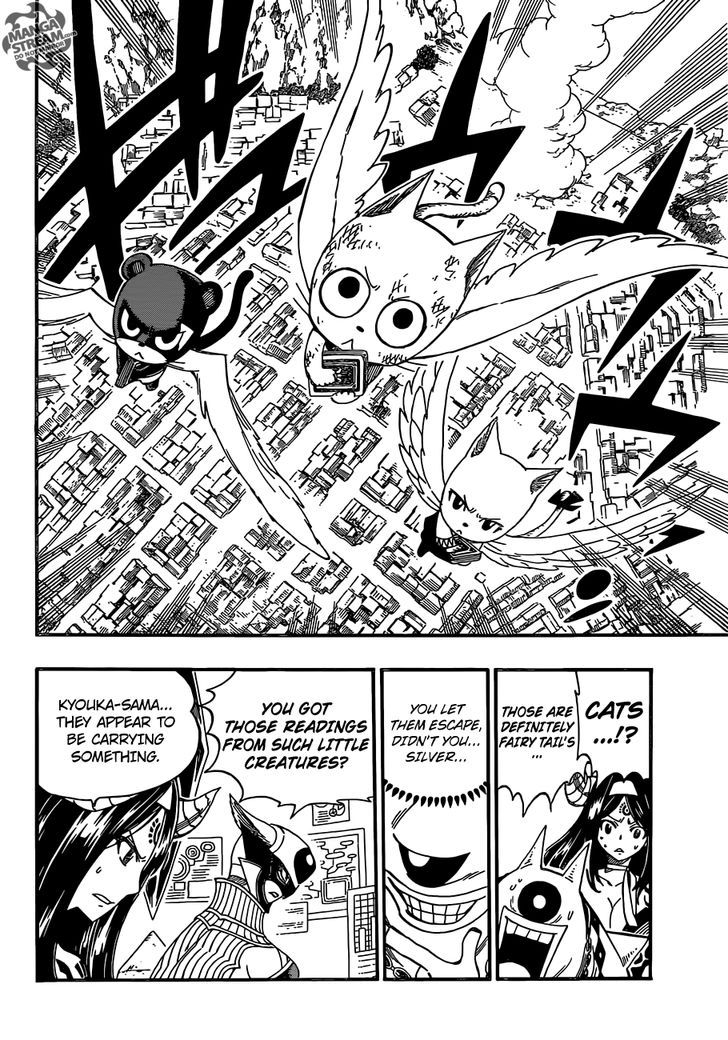 MANGA
STREAM.com
CATS
...!?
THOSE ARE
DEFINITELY
FAIRY TAIL'S
...
YOU LET
THEM ESCAPE,
DIDN'T YOU...
SILVER...
YOU GOT
THOSE READINGS
FROM SUCH LITTLE
CREATURES?
KYOUKA-SAMA...
THEY APPEAR TO
BE CARRYING
SOMETHING.